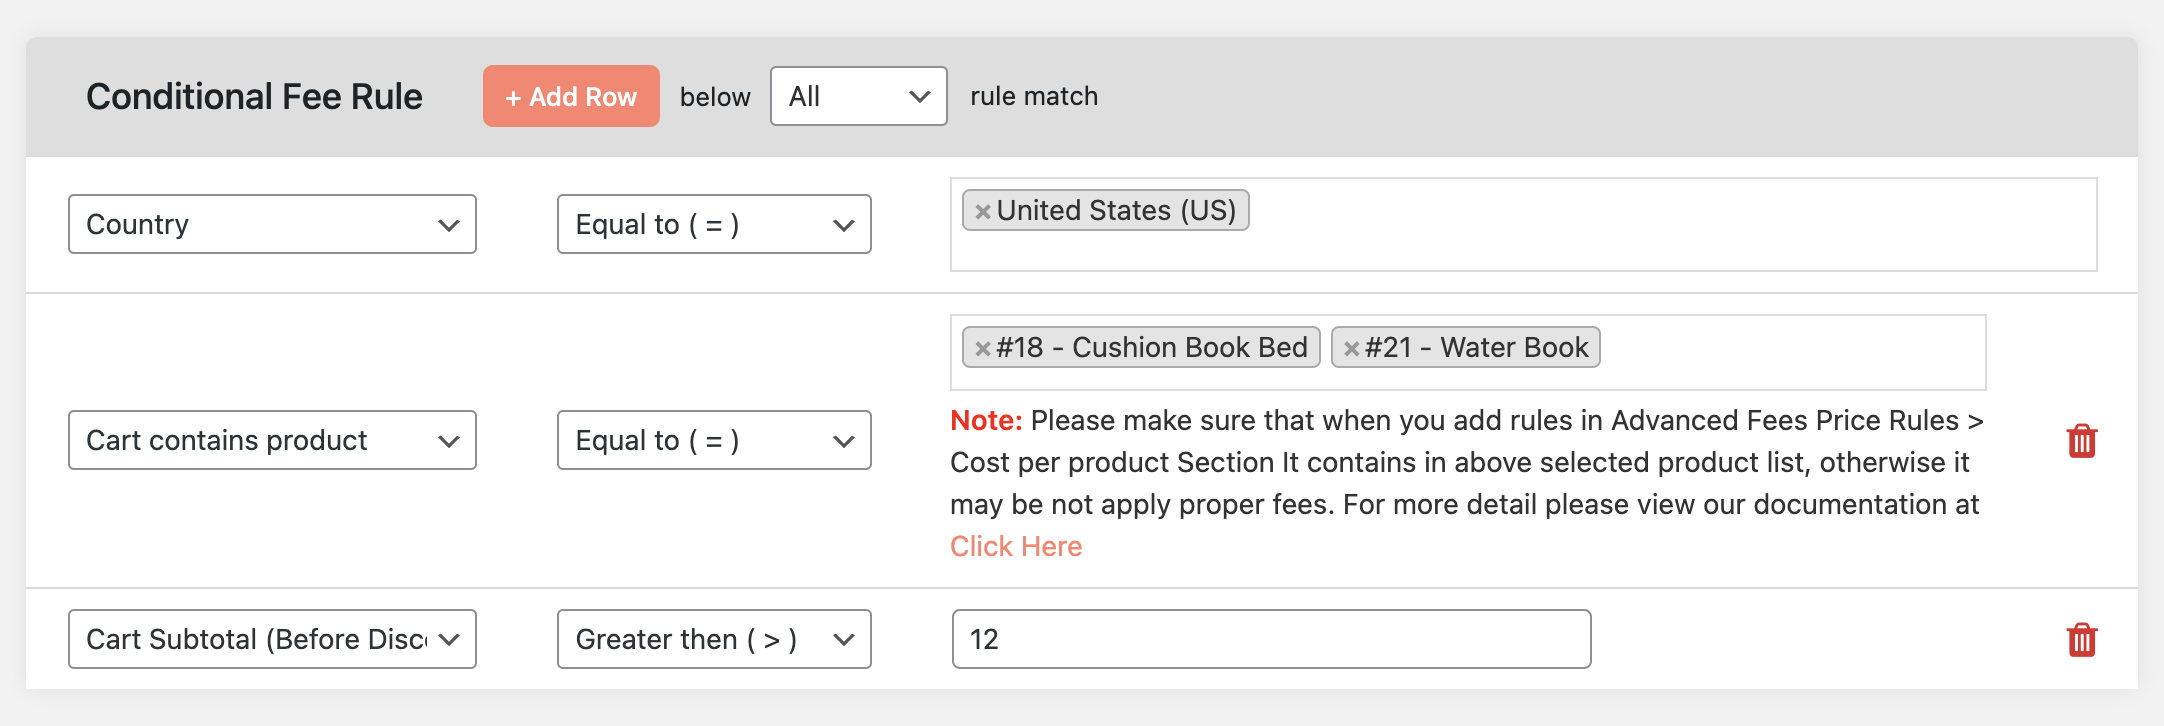 Conditional Fee Rule + Add Row below All rule match
Country Equal to ( = ) ×United States (US)
×#18 - Cushion Book Bed ×#21 - Water Book
Cart contains product Equal to ( = )
Note: Please make sure that when you add rules in Advanced Fees Price Rules >
Cost per product Section It contains in above selected product list, otherwise it
may be not apply proper fees. For more detail please view our documentation at
Click Here
Cart Subtotal (Before Disc Greater then ( > ) 12